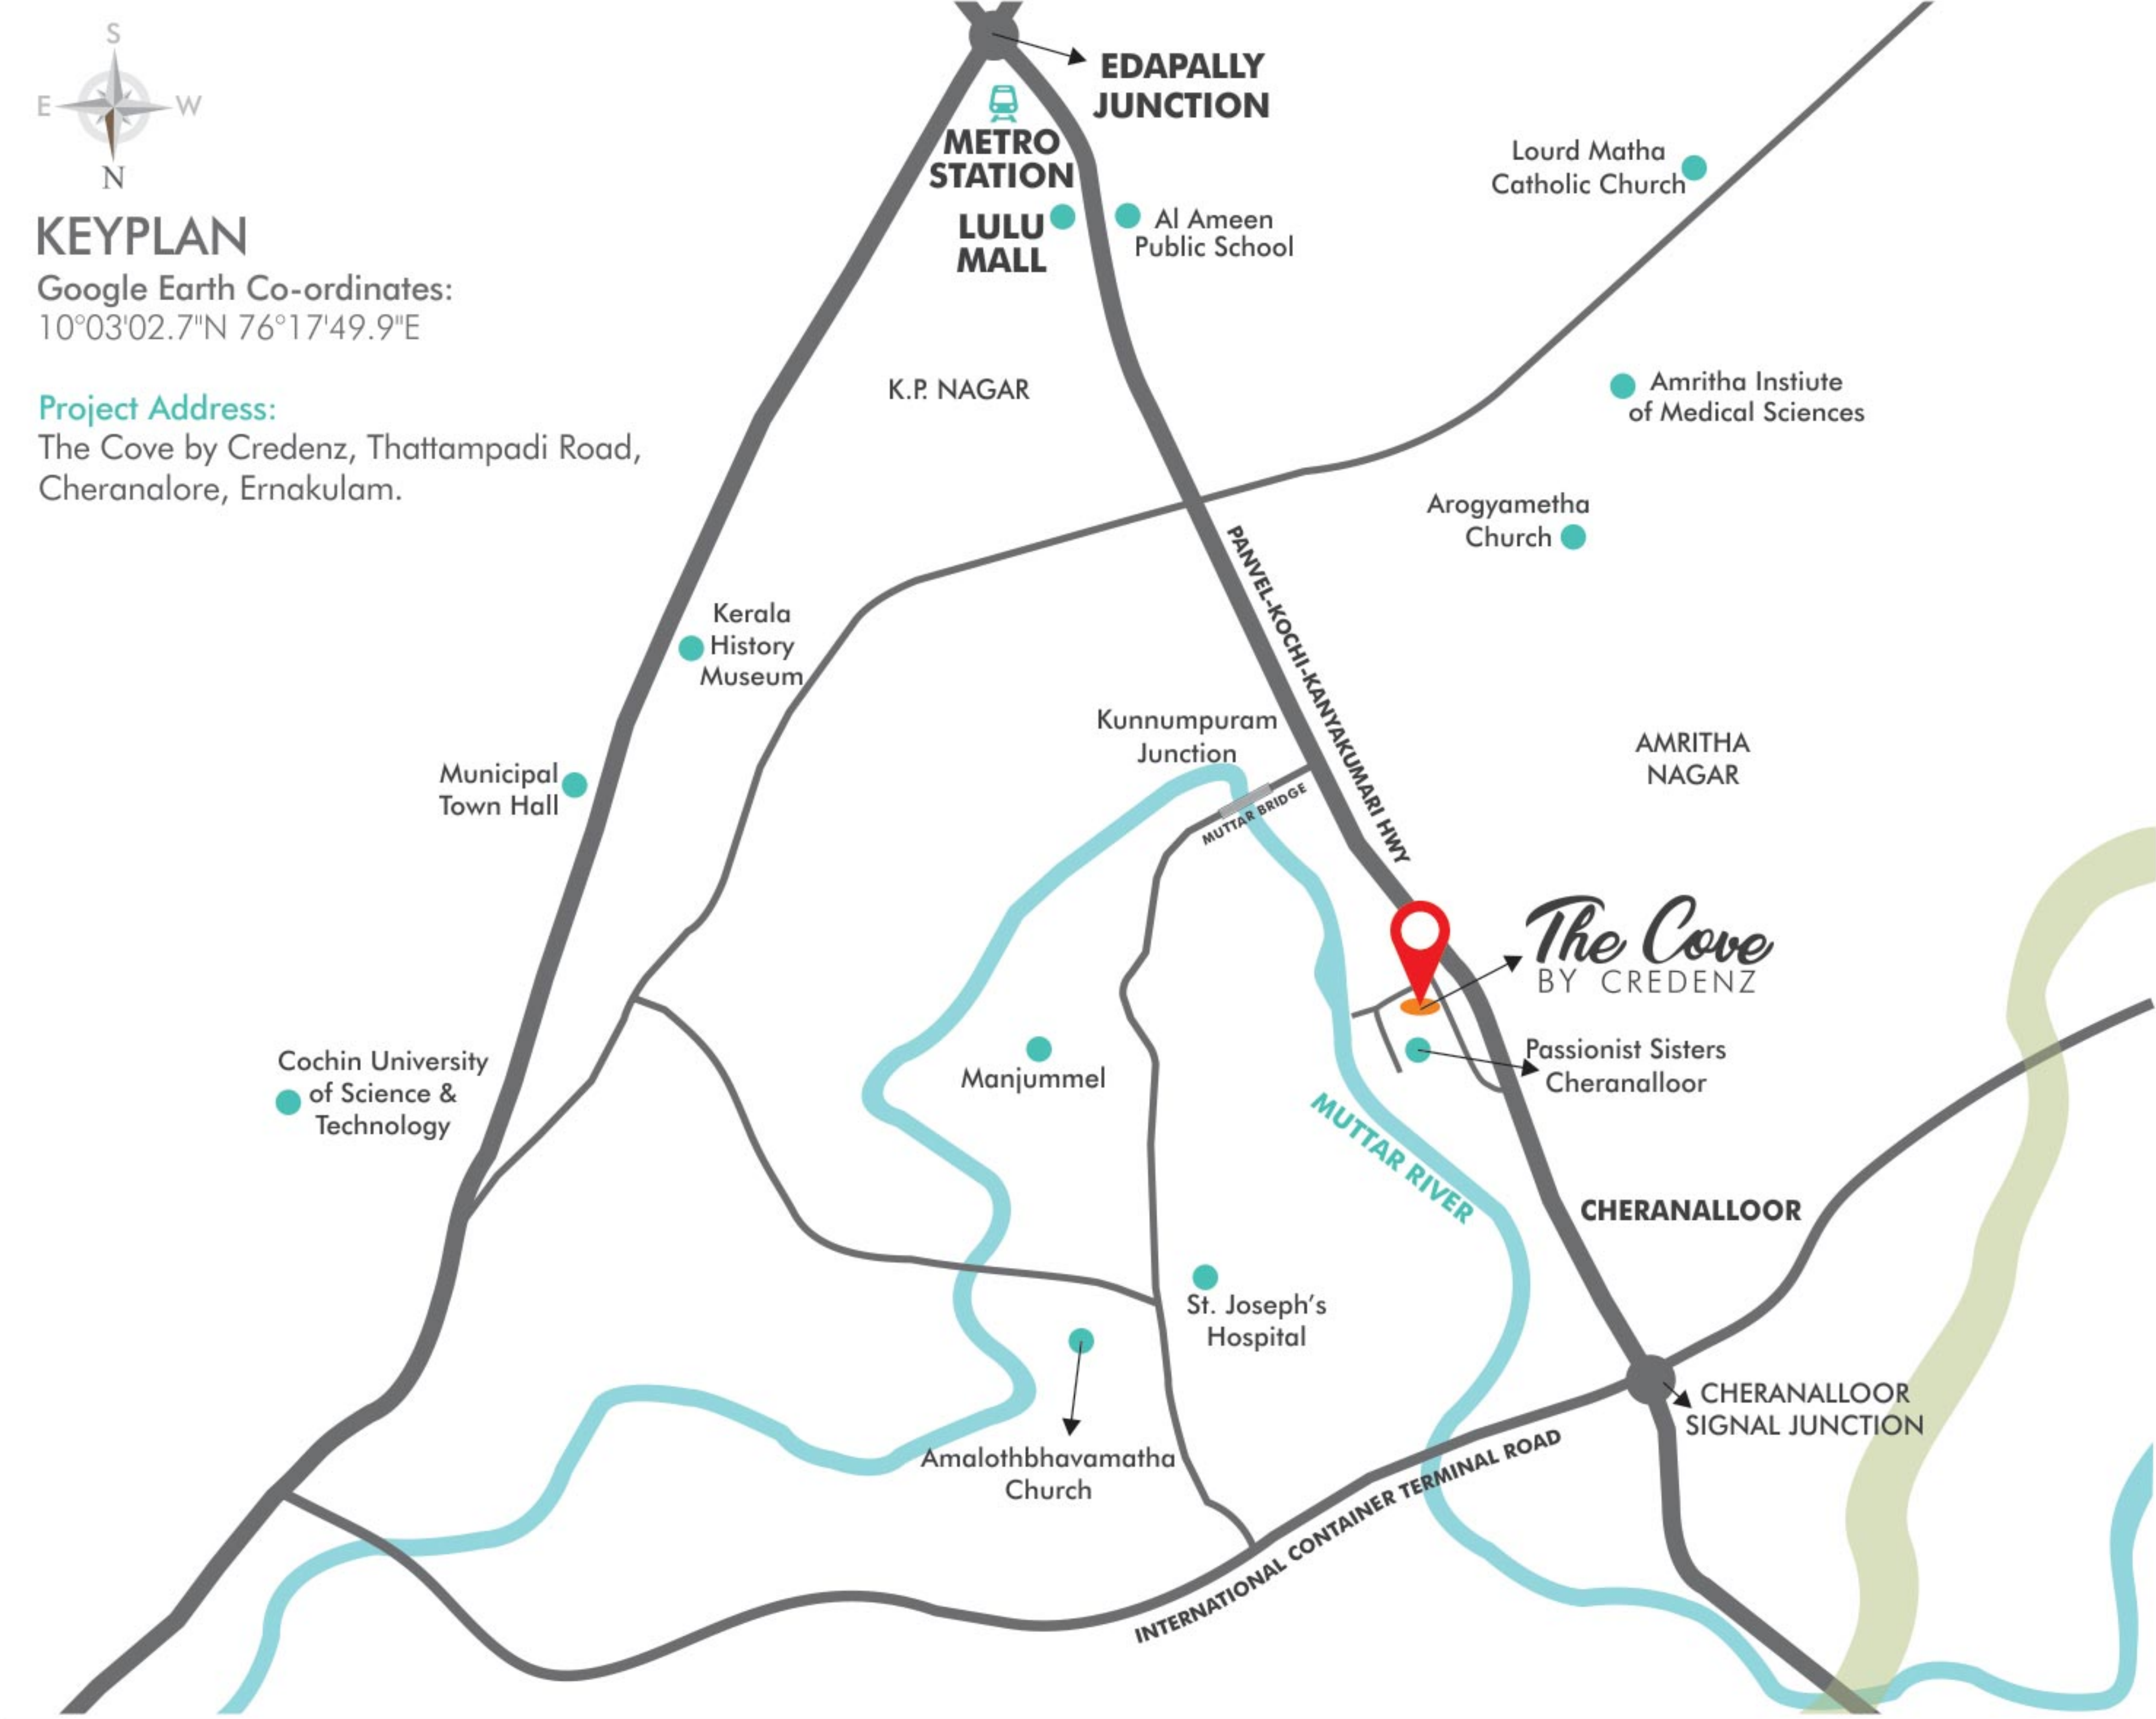 S
E
W
N
KEYPLAN
Google Earth Co-ordinates:
10°03'02.7"N 76°17'49.9"E
Project Address:
The Cove by Credenz, Thattampadi Road,
Cheranalore, Ernakulam.
EDAPALLY
JUNCTION
METRO
STATION
LULU
MALL
Al Ameen
Public School
Lourd Matha
Catholic Church
K.P. NAGAR
Amritha Instiute
of Medical Sciences
Arogyametha
Church
PANVEL-KOCHI-KANYAKUMARI HWY
Kerala
History
Museum
Kunnumpuram
Junction
MUTTAR BRIDGE
AMRITHA
NAGAR
Municipal
Town Hall
The Cove
BY CREDENZ
Cochin University
of Science &
Technology
Manjummel
Passionist Sisters
Cheranalloor
MUTTAR RIVER
CHERANALLOOR
St. Joseph's
Hospital
Amalothbhavamatha
Church
CHERANALLOOR
SIGNAL JUNCTION
INTERNATIONAL CONTAINER TERMINAL ROAD